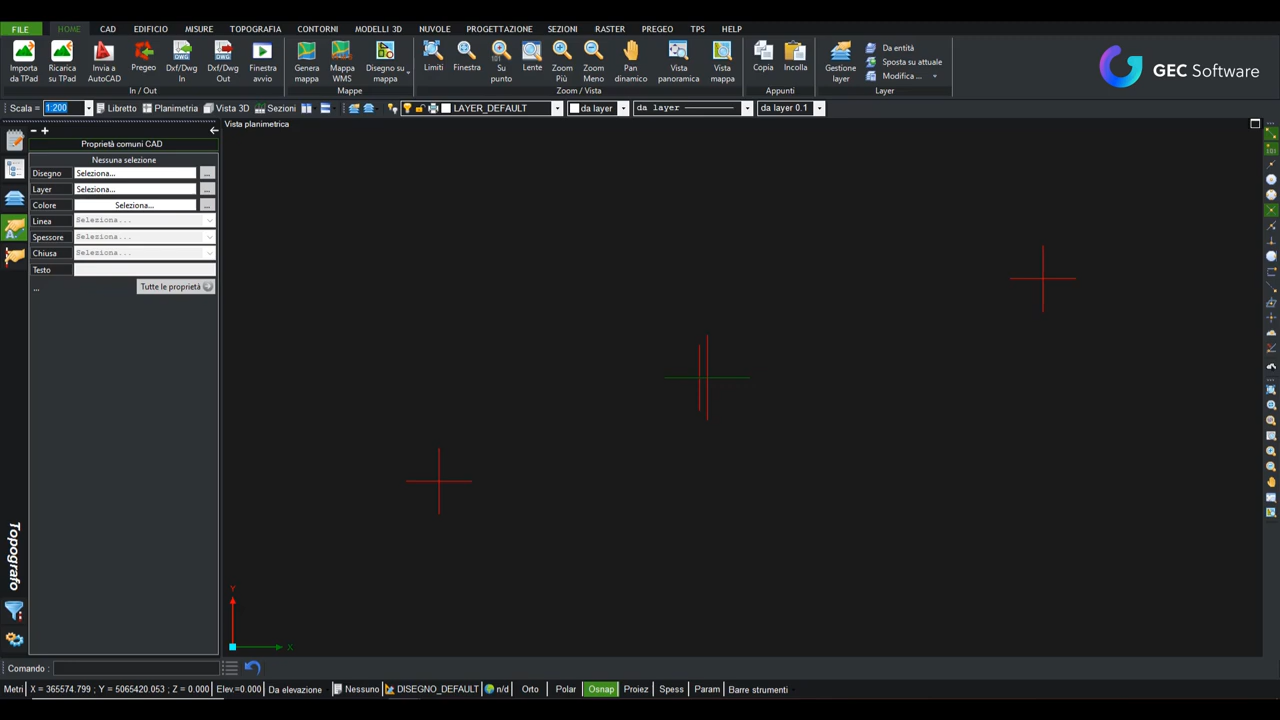 FILE HOME CAD EDIFICIO MISURE TOPOGRAFIA CONTORNI MODELLI 3D NUVOLE PROGETTAZIONE SEZIONI RASTER PREGEO TPS HELP
Importa da TPad
Ricarica su TPad
Invia a AutoCAD
Pregeo
Dxf/Dwg In
Dxf/Dwg Out
Finestra avvio
In / Out
Genera mappa
Mappa WMS
Disegno su mappa
Mappe
Limiti
Finestra
Su punto
Lente
Zoom Più
Zoom Meno
Pan dinamico
Vista panoramica
Vista mappa
Zoom / Vista
Copia
Incolla
Appunti
Gestione layer
Da entità
Sposta su attuale
Modifica ...
Layer
GEC Software
Scala = 1:200 Libretto Planimetria Vista 3D Sezioni LAYER_DEFAULT da layer da layer da layer 0.1
Vista planimetrica
Proprietà comuni CAD
Nessuna selezione
Disegno Seleziona... ...
Layer Seleziona... ...
Colore Seleziona... ...
Linea Seleziona...
Spessore Seleziona...
Chiusa Seleziona...
Testo
... Tutte le proprietà
Topografo
Y
X
Comando :
Metri X = 365574.799 ; Y = 5065420.053 ; Z = 0.000 Elev.=0.000 Da elevazione Nessuno DISEGNO_DEFAULT n/d Orto Polar Osnap Proiez Spess Param Barre strumenti